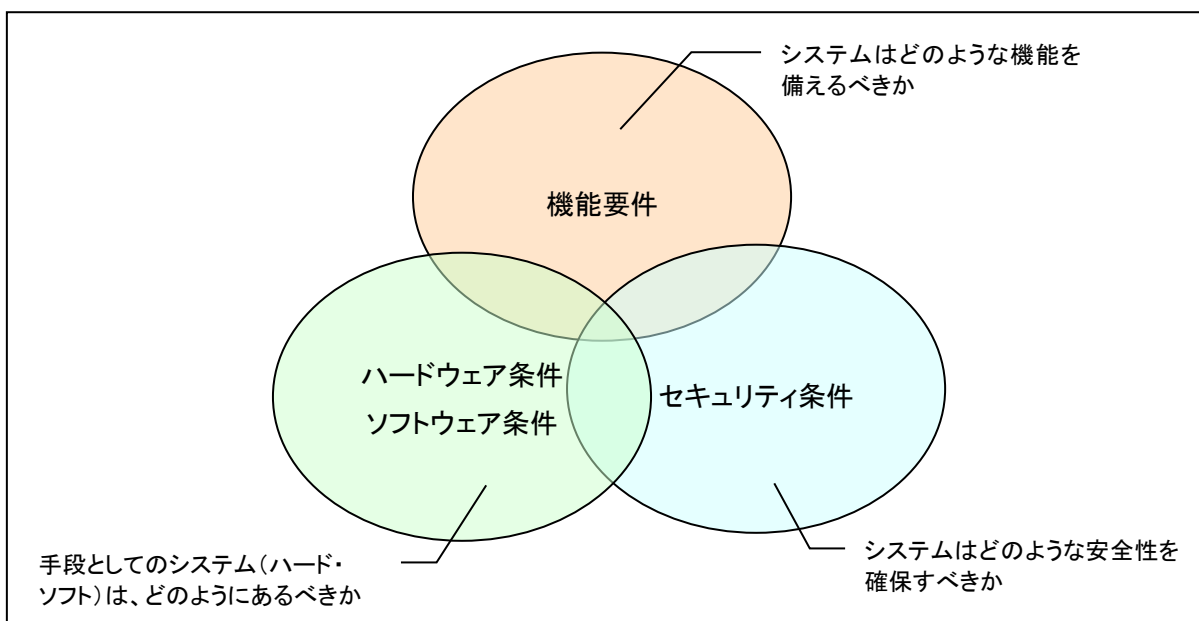 システムはどのような機能を
備えるべきか
機能要件
ハードウェア条件
ソフトウェア条件
セキュリティ条件
手段としてのシステム(ハード・
ソフト)は、どのようにあるべきか
システムはどのような安全性を
確保すべきか